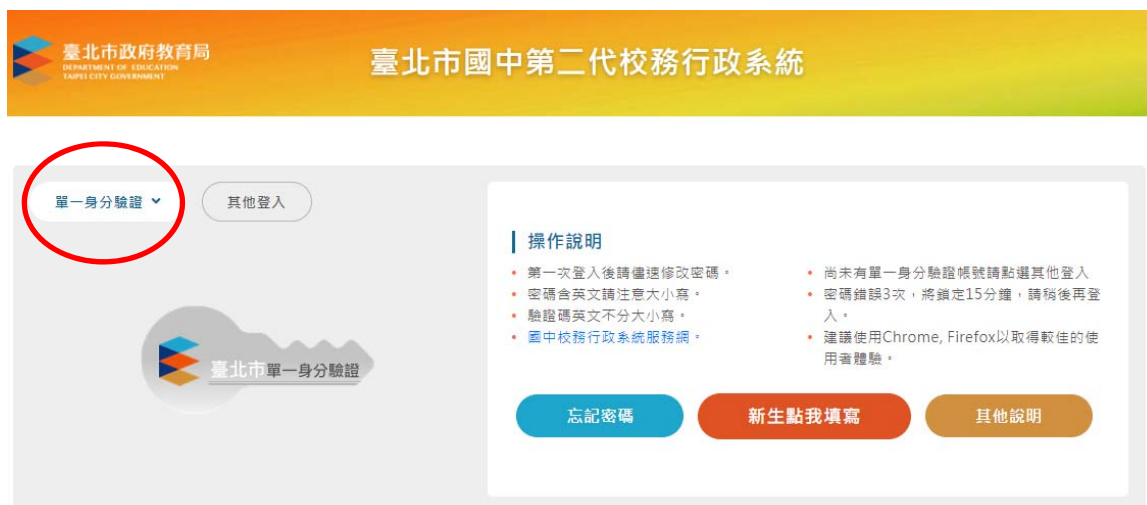 臺北市政府教育局
DEPARTMENT OF EDUCATION
TAIPEI CITY GOVERNMENT
臺北市國中第二代校務行政系統
單一身分驗證
其他登入
臺北市單一身分驗證
操作說明
• 第一次登入後請儘速修改密碼。
• 密碼含英文請注意大小寫。
• 驗證碼英文不分大小寫。
• 國中校務行政系統服務網。
• 尚未有單一身分驗證帳號請點選其他登入
• 密碼錯誤3次，將鎖定15分鐘，請稍後再登
入。
• 建議使用Chrome, Firefox以取得較佳的使
用者體驗。
忘記密碼
新生點我填寫
其他說明